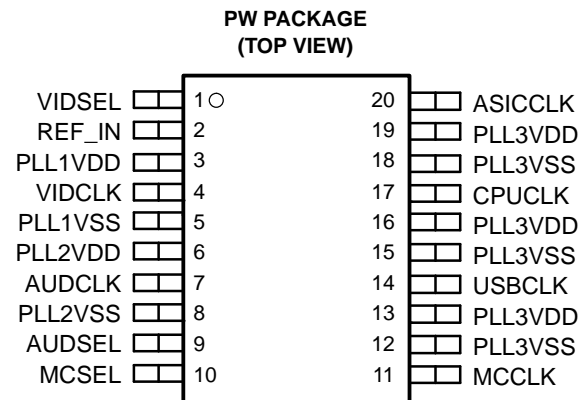 PW PACKAGE
(TOP VIEW)
VIDSEL 1 20 ASICCLK
REF_IN 2 19 PLL3VDD
PLL1VDD 3 18 PLL3VSS
VIDCLK 4 17 CPUCLK
PLL1VSS 5 16 PLL3VDD
PLL2VDD 6 15 PLL3VSS
AUDCLK 7 14 USBCLK
PLL2VSS 8 13 PLL3VDD
AUDSEL 9 12 PLL3VSS
MCSEL 10 11 MCCLK